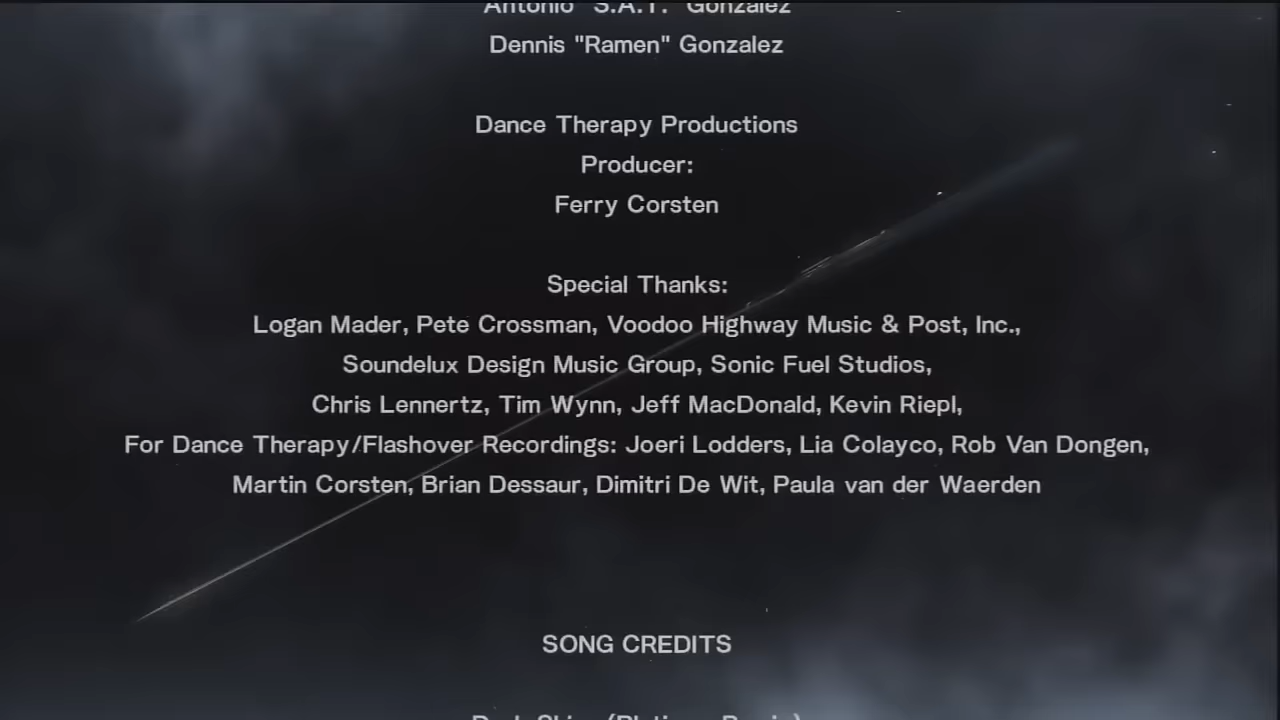 Antonio "S.A.T." Gonzalez
Dennis "Ramen" Gonzalez
Dance Therapy Productions
Producer:
Ferry Corsten
Special Thanks:
Logan Mader, Pete Crossman, Voodoo Highway Music & Post, Inc.,
Soundelux Design Music Group, Sonic Fuel Studios,
Chris Lennertz, Tim Wynn, Jeff MacDonald, Kevin Riepl,
For Dance Therapy/Flashover Recordings: Joeri Lodders, Lia Colayco, Rob Van Dongen,
Martin Corsten, Brian Dessaur, Dimitri De Wit, Paula van der Waerden
SONG CREDITS